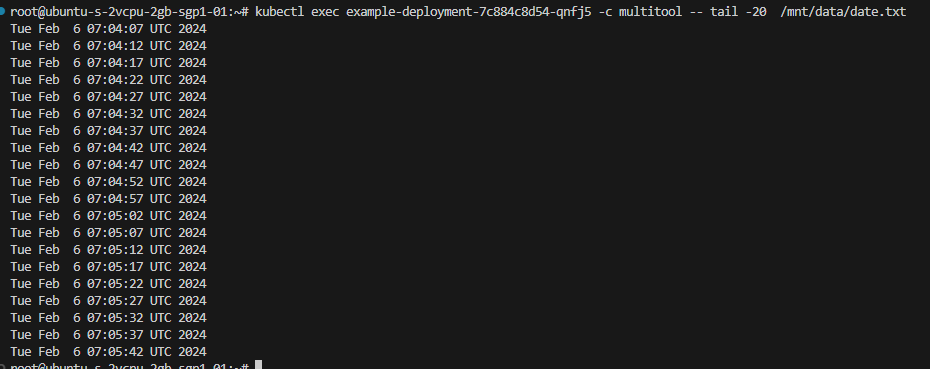 root@ubuntu-s-2vcpu-2gb-sgp1-01:~# kubectl exec example-deployment-7c884c8d54-qnfj5 -c multitool -- tail -20  /mnt/data/date.txt
Tue Feb  6 07:04:07 UTC 2024
Tue Feb  6 07:04:12 UTC 2024
Tue Feb  6 07:04:17 UTC 2024
Tue Feb  6 07:04:22 UTC 2024
Tue Feb  6 07:04:27 UTC 2024
Tue Feb  6 07:04:32 UTC 2024
Tue Feb  6 07:04:37 UTC 2024
Tue Feb  6 07:04:42 UTC 2024
Tue Feb  6 07:04:47 UTC 2024
Tue Feb  6 07:04:52 UTC 2024
Tue Feb  6 07:04:57 UTC 2024
Tue Feb  6 07:05:02 UTC 2024
Tue Feb  6 07:05:07 UTC 2024
Tue Feb  6 07:05:12 UTC 2024
Tue Feb  6 07:05:17 UTC 2024
Tue Feb  6 07:05:22 UTC 2024
Tue Feb  6 07:05:27 UTC 2024
Tue Feb  6 07:05:32 UTC 2024
Tue Feb  6 07:05:37 UTC 2024
Tue Feb  6 07:05:42 UTC 2024
root@ubuntu-s-2vcpu-2gb-sgp1-01:~#